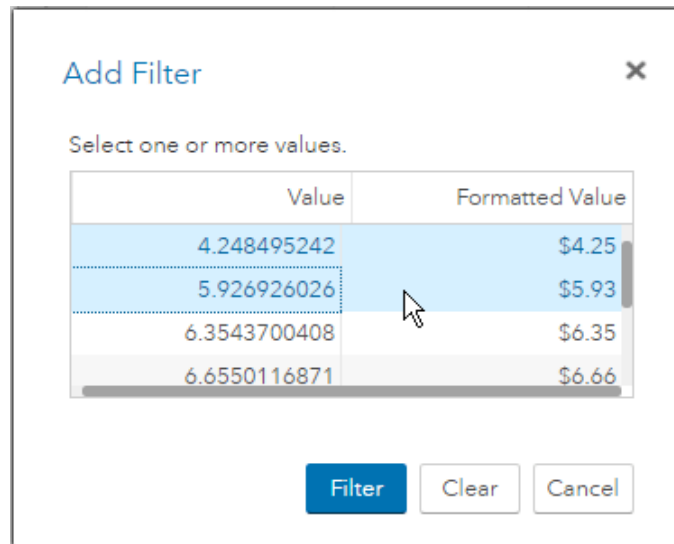 Add Filter
Select one or more values.
Value Formatted Value
4.248495242 $4.25
5.926926026 $5.93
6.3543700408 $6.35
6.6550116871 $6.66
Filter Clear Cancel